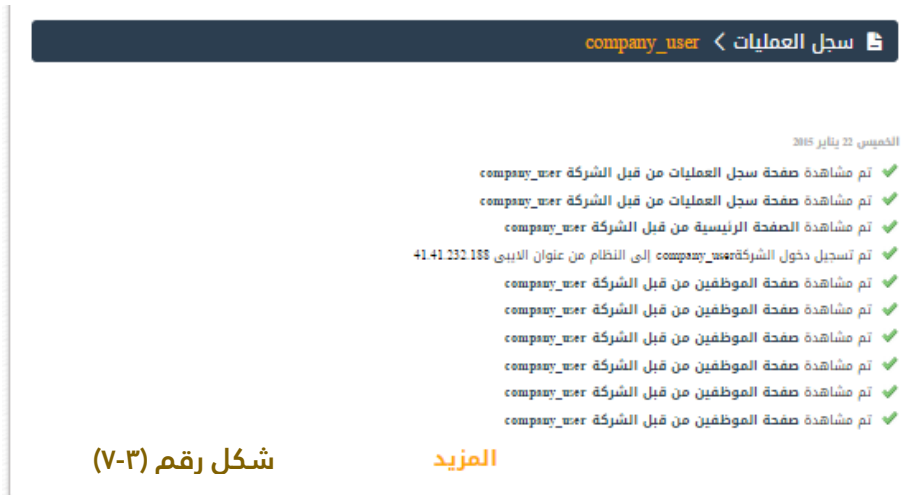 سجل العمليات > company_user
الخميس 22 يناير 2015
تم مشاهدة صفحة سجل العمليات من قبل الشركة company_user
تم مشاهدة صفحة سجل العمليات من قبل الشركة company_user
تم مشاهدة الصفحة الرئيسية من قبل الشركة company_user
تم تسجيل دخول الشركةcompany_user إلى النظام من عنوان الايبى 41.41.232.188
تم مشاهدة صفحة الموظفين من قبل الشركة company_user
تم مشاهدة صفحة الموظفين من قبل الشركة company_user
تم مشاهدة صفحة الموظفين من قبل الشركة company_user
تم مشاهدة صفحة الموظفين من قبل الشركة company_user
تم مشاهدة صفحة الموظفين من قبل الشركة company_user
تم مشاهدة صفحة الموظفين من قبل الشركة company_user
المزيد
شكل رقم (٣-٧)